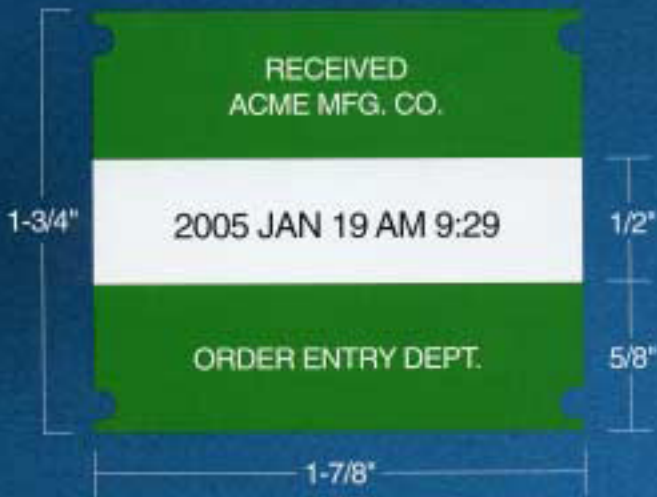 RECEIVED
ACME MFG. CO.
1-3/4"
2005 JAN 19 AM 9:29
1/2"
ORDER ENTRY DEPT.
5/8"
1-7/8"